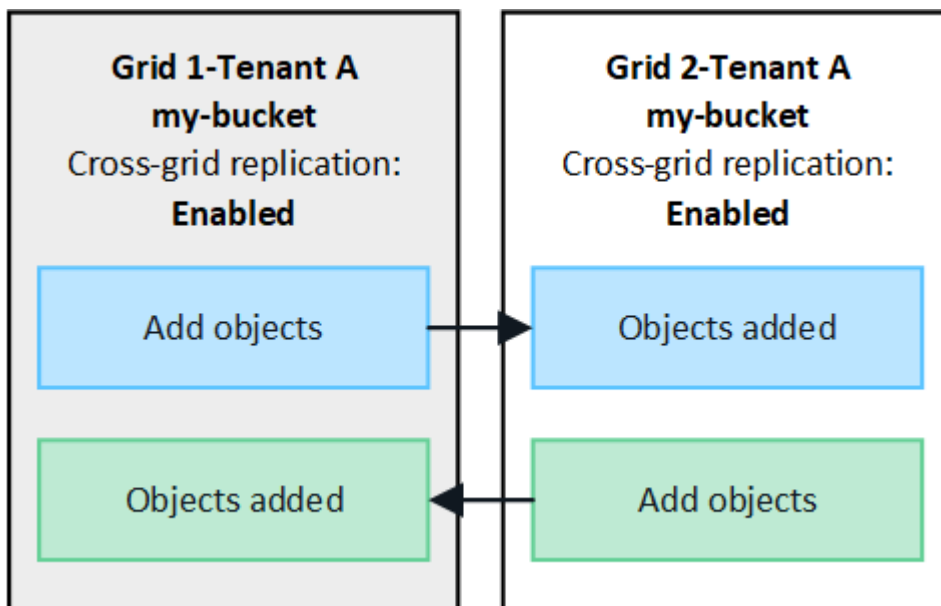 Grid 1-Tenant A
my-bucket
Cross-grid replication:
Enabled
Add objects
Objects added
Grid 2-Tenant A
my-bucket
Cross-grid replication:
Enabled
Objects added
Add objects